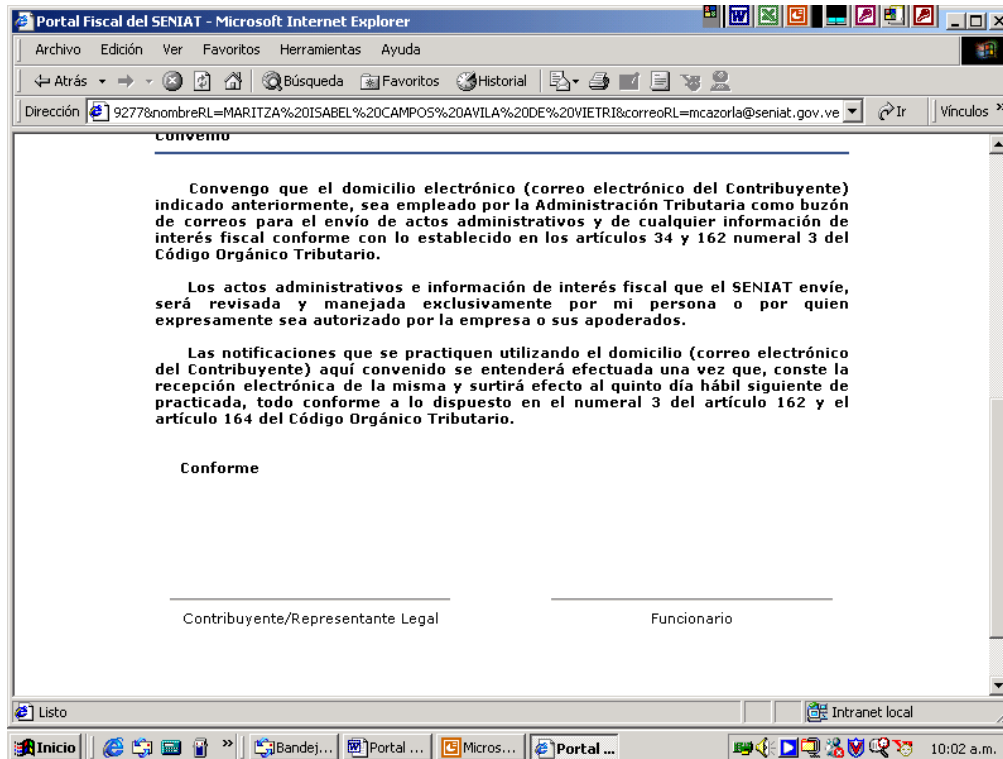 Portal Fiscal del SENIAT - Microsoft Internet Explorer
Archivo Edición Ver Favoritos Herramientas Ayuda
Atrás Búsqueda Favoritos Historial
Dirección 9277&nombreRL=MARITZA%20ISABEL%20CAMPOS%20AVILA%20DE%20VIETRI&correoRL=mcazorla@seniat.gov.ve Ir Vínculos »
Convenio
Convengo que el domicilio electrónico (correo electrónico del Contribuyente)
indicado anteriormente, sea empleado por la Administración Tributaria como buzón
de correos para el envío de actos administrativos y de cualquier información de
interés fiscal conforme con lo establecido en los artículos 34 y 162 numeral 3 del
Código Orgánico Tributario.
Los actos administrativos e información de interés fiscal que el SENIAT envíe,
será revisada y manejada exclusivamente por mi persona o por quien
expresamente sea autorizado por la empresa o sus apoderados.
Las notificaciones que se practiquen utilizando el domicilio (correo electrónico
del Contribuyente) aquí convenido se entenderá efectuada una vez que, conste la
recepción electrónica de la misma y surtirá efecto al quinto día hábil siguiente de
practicada, todo conforme a lo dispuesto en el numeral 3 del artículo 162 y el
artículo 164 del Código Orgánico Tributario.
Conforme
Contribuyente/Representante Legal Funcionario
Listo Intranet local
Inicio » Bandej... Portal ... Micros... Portal ... 10:02 a.m.